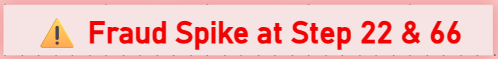 ⚠️ Fraud Spike at Step 22 & 66